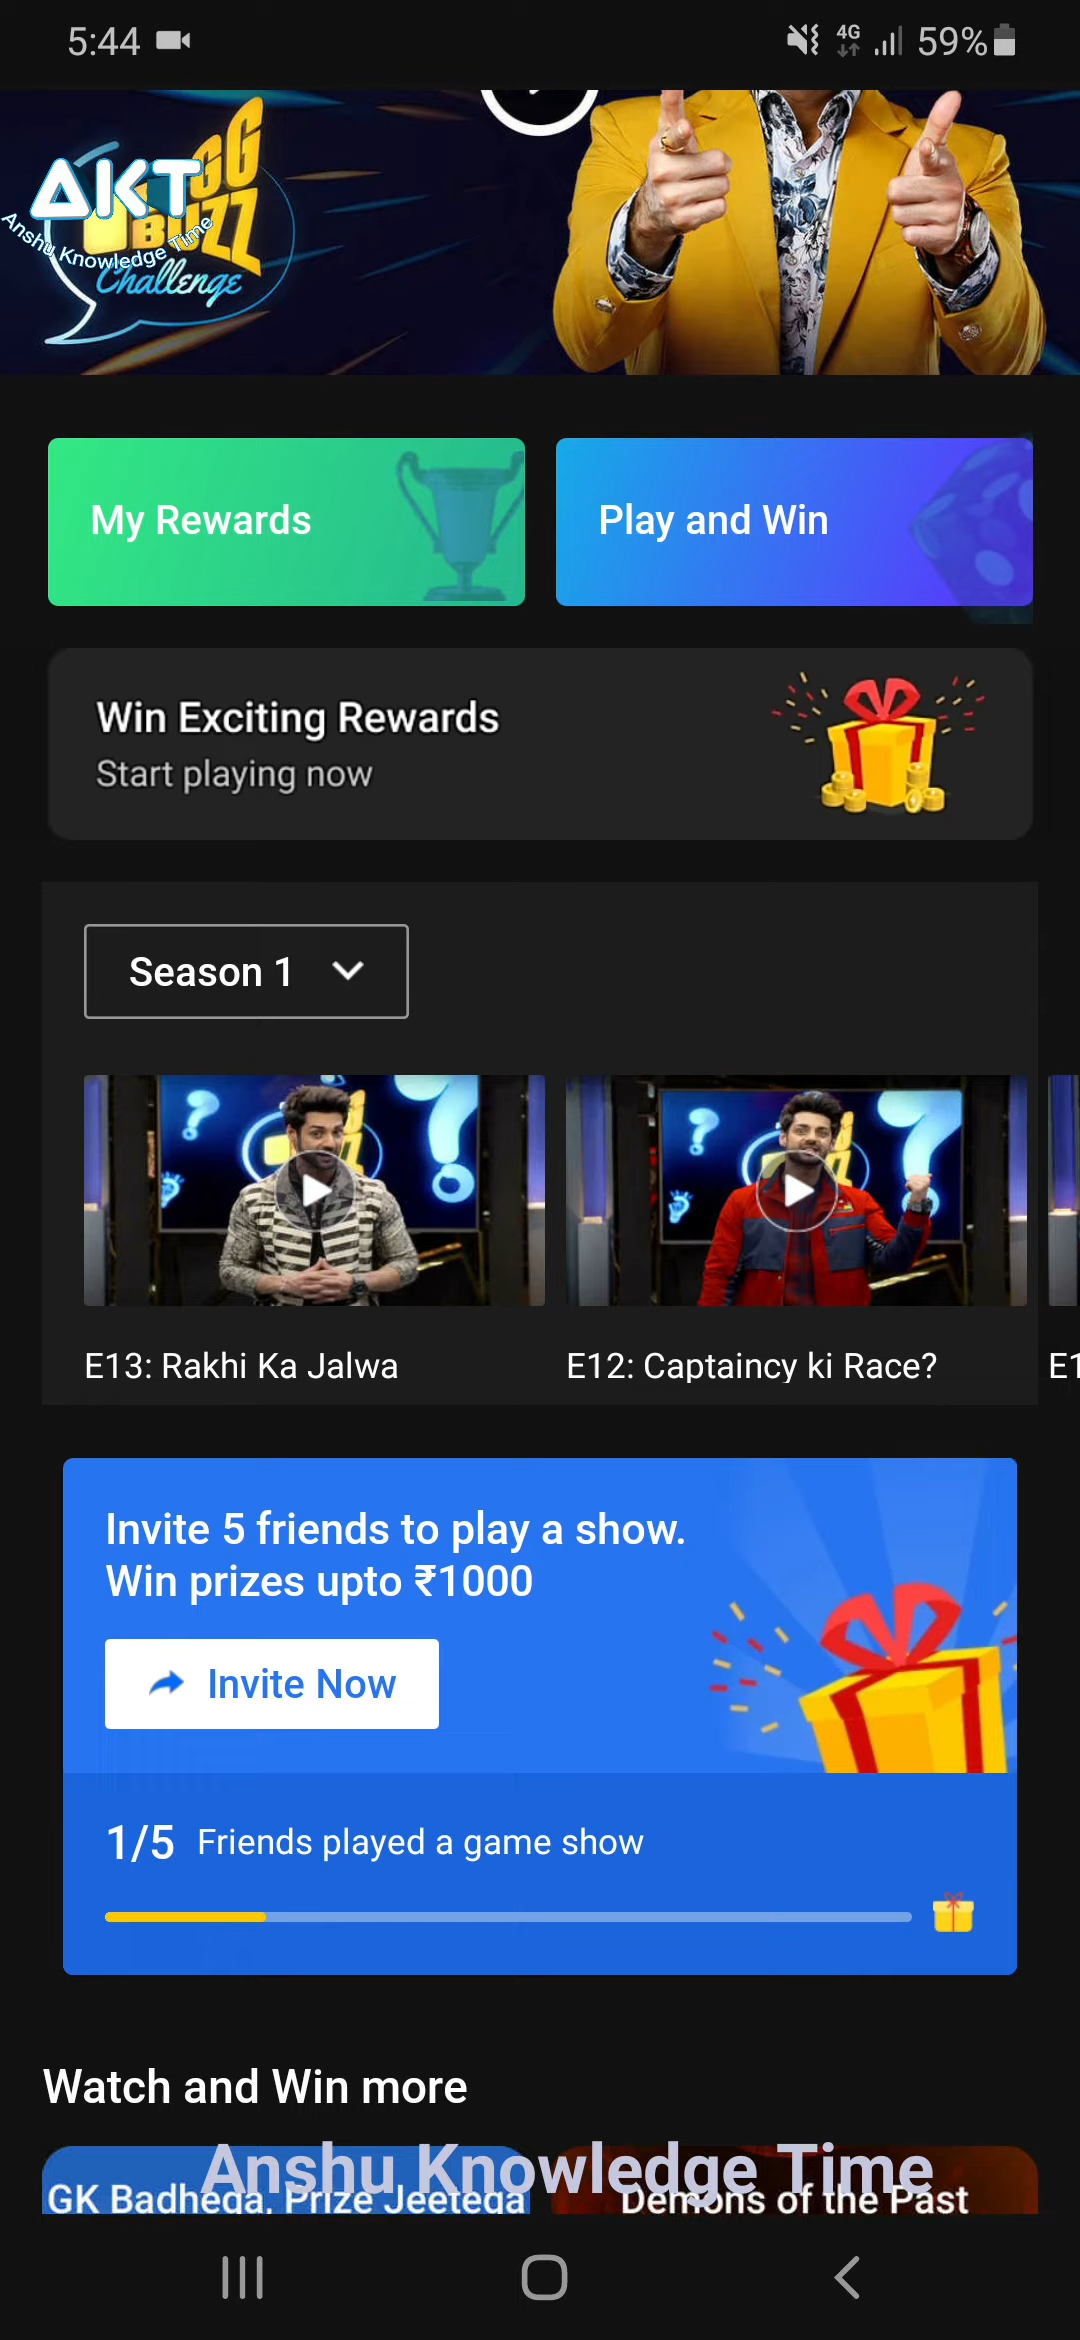 5:44
4G
59%
AKT
GG
BUZZ
Challenge
Anshu Knowledge Time
My Rewards
Play and Win
Win Exciting Rewards
Start playing now
Season 1
E13: Rakhi Ka Jalwa
E12: Captaincy ki Race?
E1
Invite 5 friends to play a show.
Win prizes upto ₹1000
Invite Now
1/5 Friends played a game show
Watch and Win more
Anshu Knowledge Time
GK Badhega, Prize Jeetega
Demons of the Past